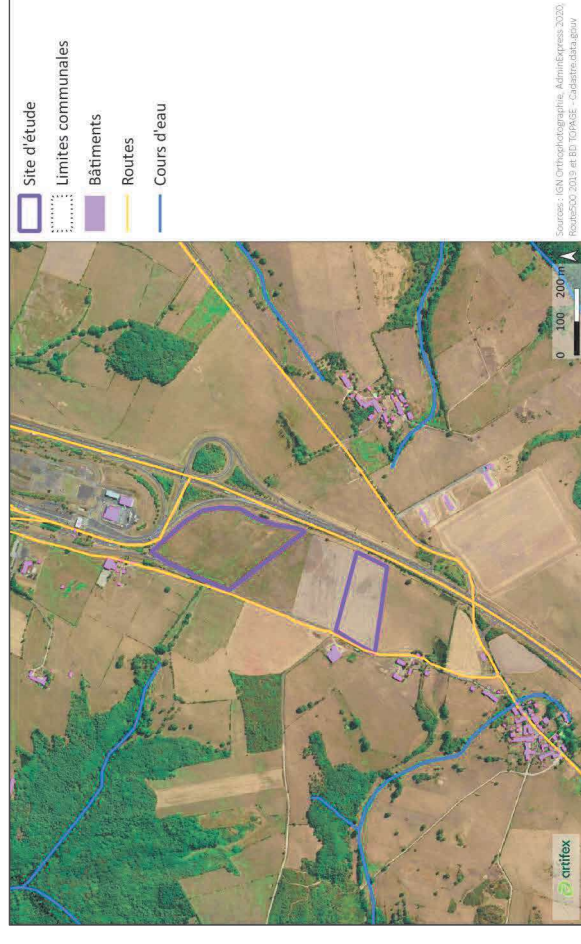 Site d'étude
Limites communales
Bâtiments
Routes
Cours d'eau
Sources : IGN Orthophotographie, AdminExpress 2020,
Route500 2019 et BD TOPAGE - Cadastre.data.gouv
0 100 200 m
artifex